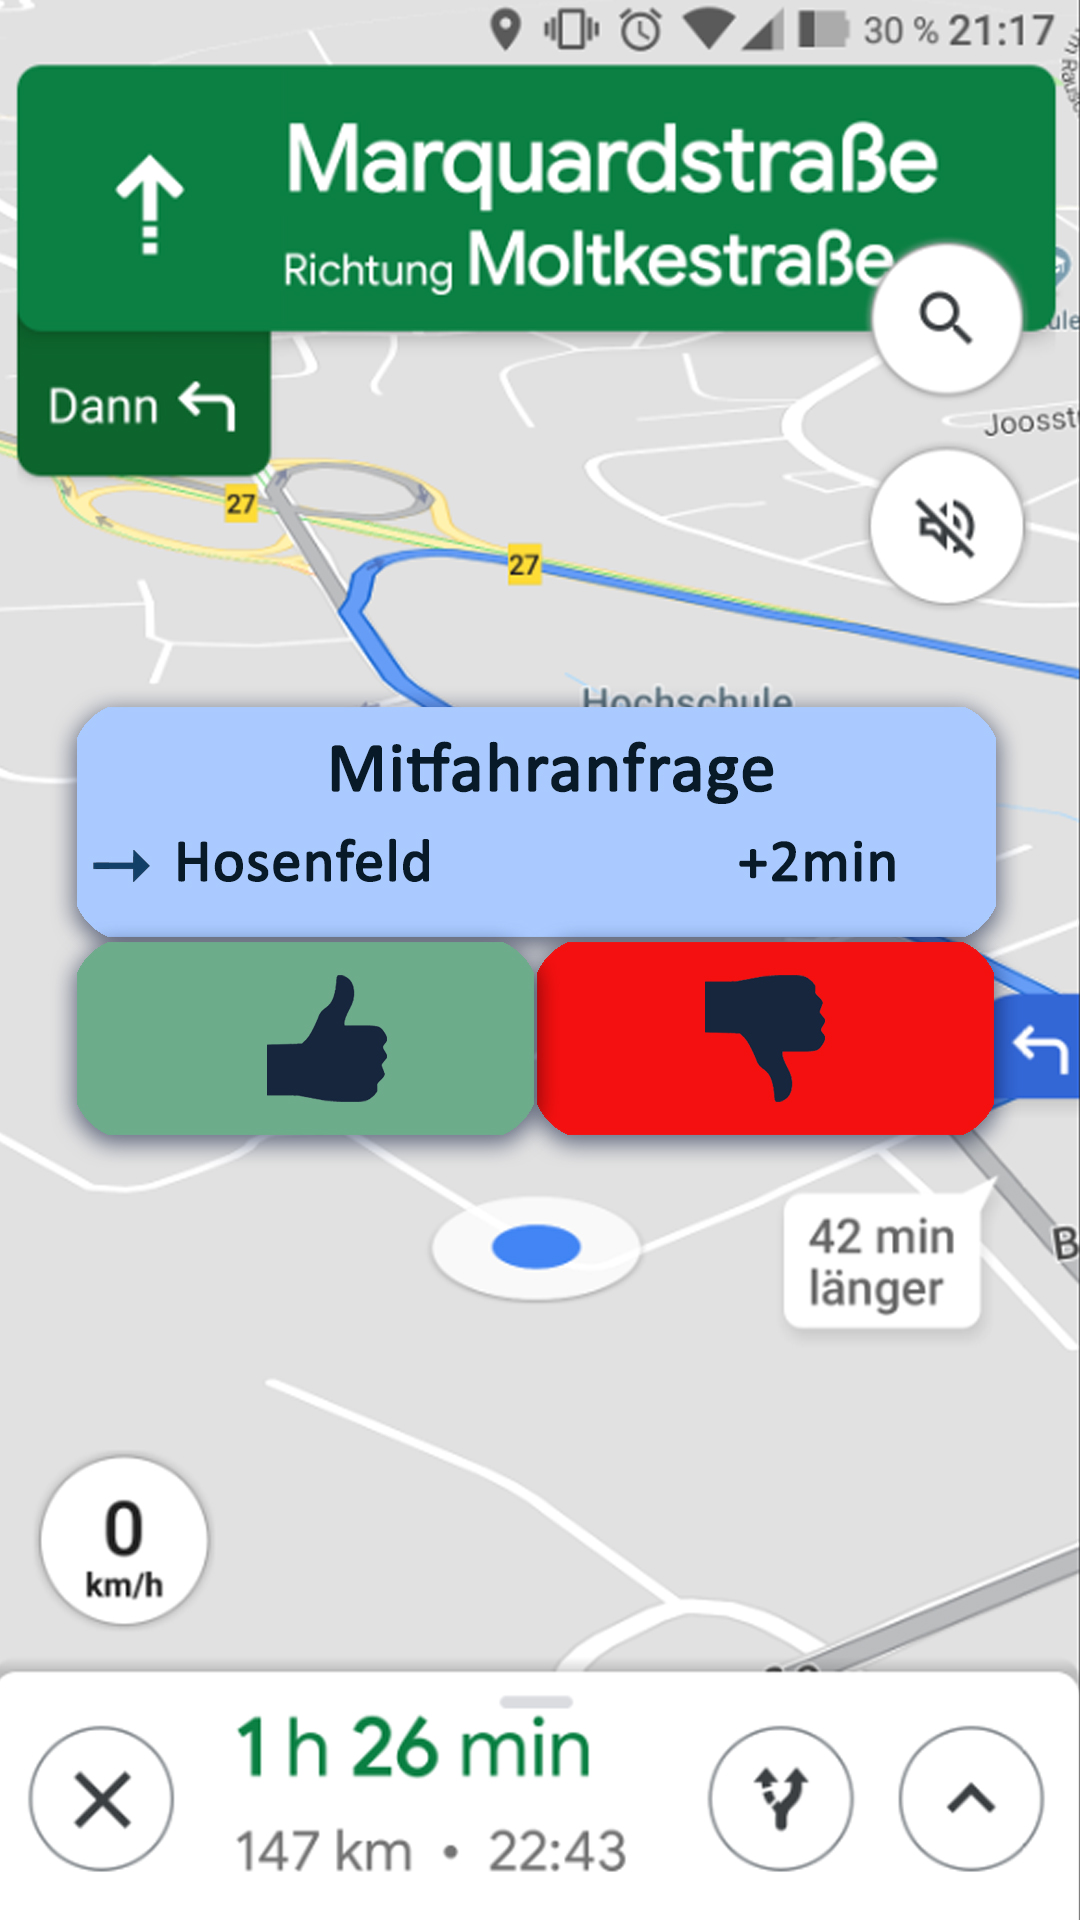 30 % 21:17
Marquardstraße
Richtung Moltkestraße
Dann
27
27
Hochschule
Mitfahranfrage
→ Hosenfeld +2min
42 min
länger
0
km/h
1 h 26 min
147 km • 22:43